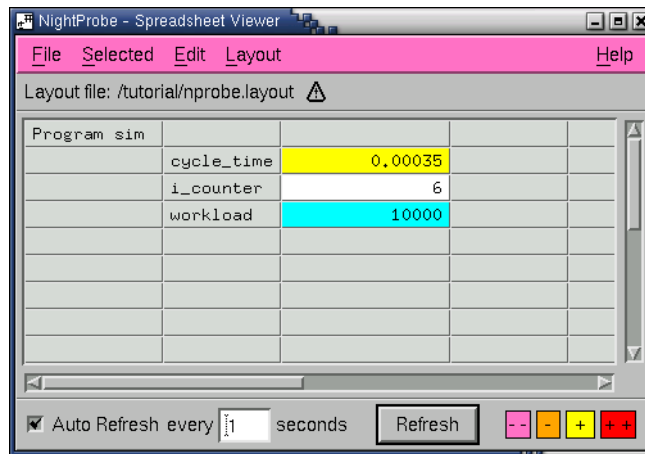 NightProbe - Spreadsheet Viewer
File Selected Edit Layout Help
Layout file: /tutorial/nprobe.layout
Program sim
cycle_time 0.00035
i_counter 6
workload 10000
Auto Refresh every 1 seconds Refresh -- - + ++